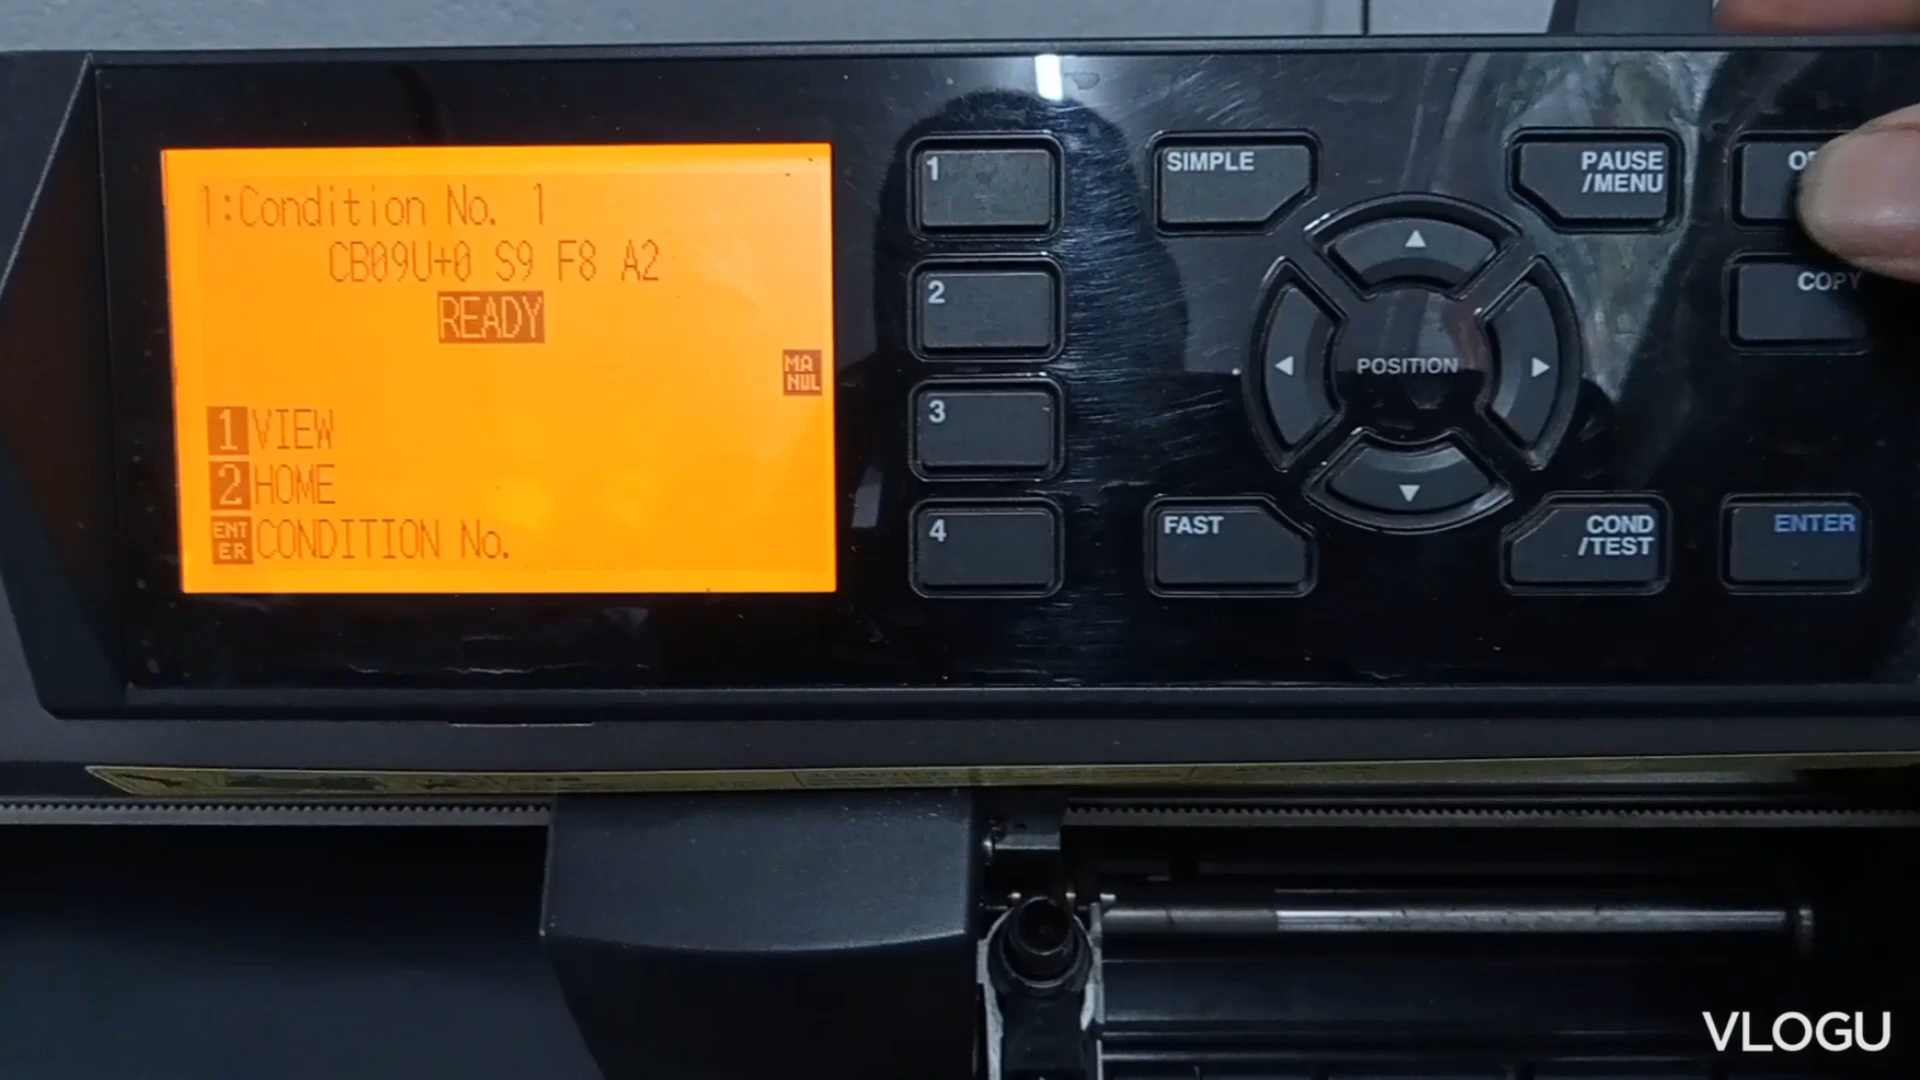 1:Condition No. 1
CB09U+0 S9 F8 A2
READY
MA
NUL
1 VIEW
2 HOME
ENT
ER CONDITION No.
1
2
3
4
SIMPLE
PAUSE
/MENU
COPY
POSITION
FAST
COND
/TEST
ENTER
VLOGU